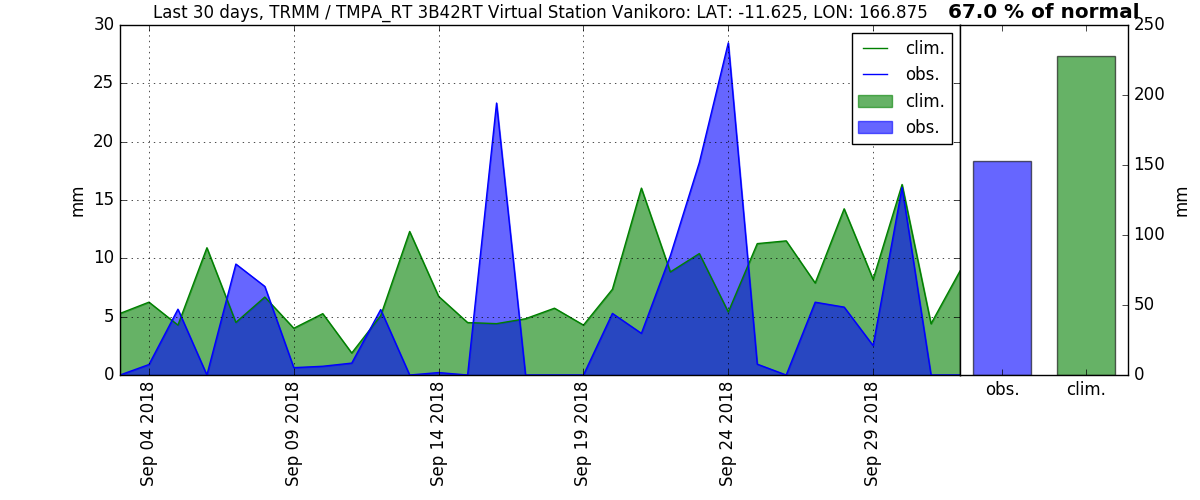 Last 30 days, TRMM / TMPA_RT 3B42RT Virtual Station Vanikoro: LAT: -11.625, LON: 166.875
67.0 % of normal
30
25
20
15
10
5
0
mm
clim.
obs.
clim.
obs.
Sep 04 2018
Sep 09 2018
Sep 14 2018
Sep 19 2018
Sep 24 2018
Sep 29 2018
250
200
150
100
50
0
mm
obs.
clim.